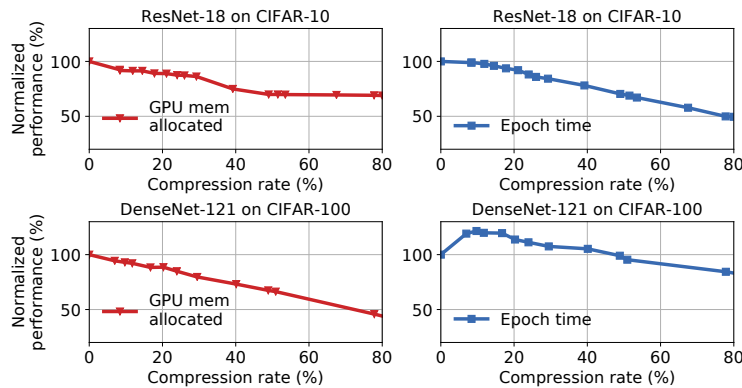 ResNet-18 on CIFAR-10
Normalized
performance (%)
100
50
GPU mem
allocated
0 20 40 60 80
Compression rate (%)
ResNet-18 on CIFAR-10
100
50
Epoch time
0 20 40 60 80
Compression rate (%)
DenseNet-121 on CIFAR-100
Normalized
performance (%)
100
50
GPU mem
allocated
0 20 40 60 80
Compression rate (%)
DenseNet-121 on CIFAR-100
100
50
Epoch time
0 20 40 60 80
Compression rate (%)